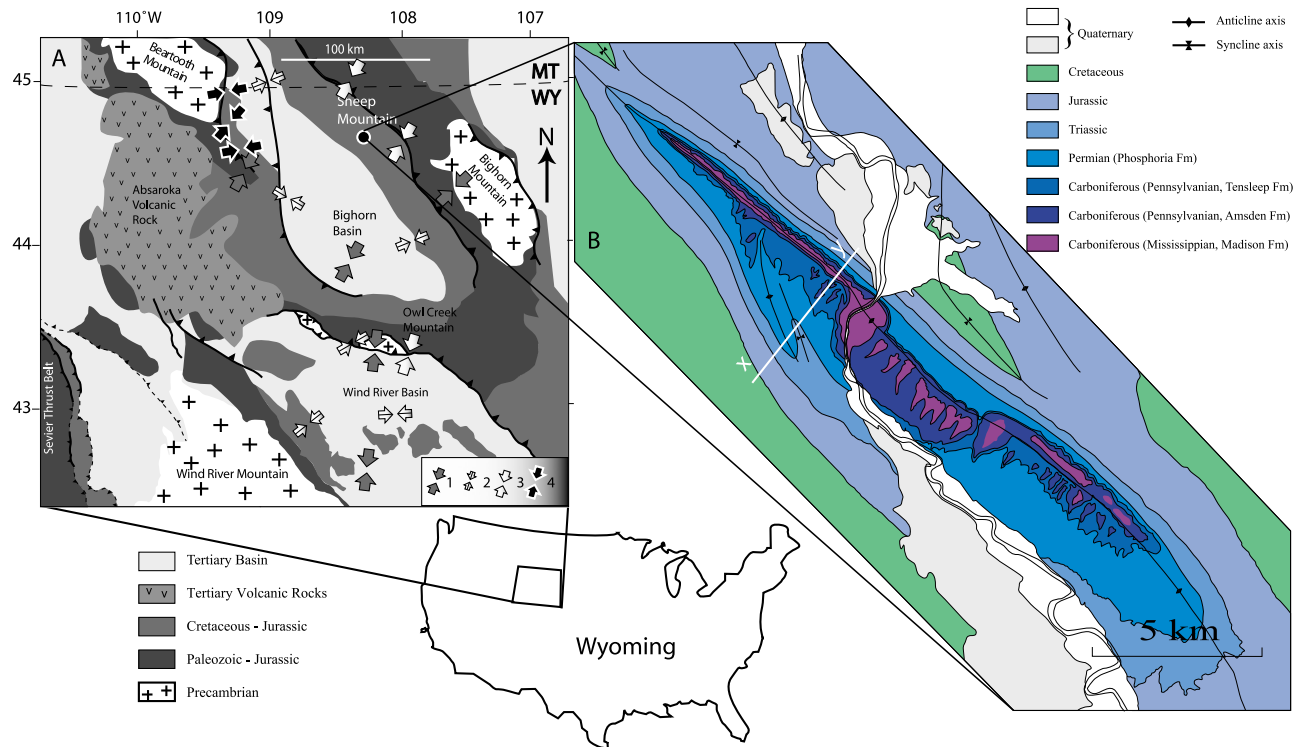 110°W
109
108
107
A
100 km
45
44
43
MT
WY
N
Beartooth
Mountain
Sheep
Mountain
Bighorn
Mountain
Absaroka
Volcanic
Rock
Bighorn
Basin
Owl Creek
Mountain
Wind River Basin
Wind River Mountain
Sevier Thrust Belt
1
2
3
4
Tertiary Basin
Tertiary Volcanic Rocks
Cretaceous - Jurassic
Paleozoic - Jurassic
Precambrian
Wyoming
B
X
y
5 km
Quaternary
Cretaceous
Jurassic
Triassic
Permian (Phosphoria Fm)
Carboniferous (Pennsylvanian, Tensleep Fm)
Carboniferous (Pennsylvanian, Amsden Fm)
Carboniferous (Mississippian, Madison Fm)
Anticline axis
Syncline axis